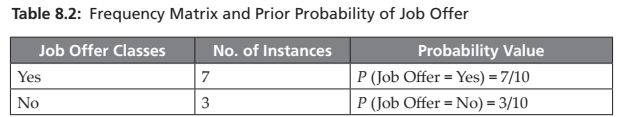 Table 8.2: Frequency Matrix and Prior Probability of Job Offer
Job Offer Classes No. of Instances Probability Value
Yes 7 P (Job Offer = Yes) = 7/10
No 3 P (Job Offer = No) = 3/10